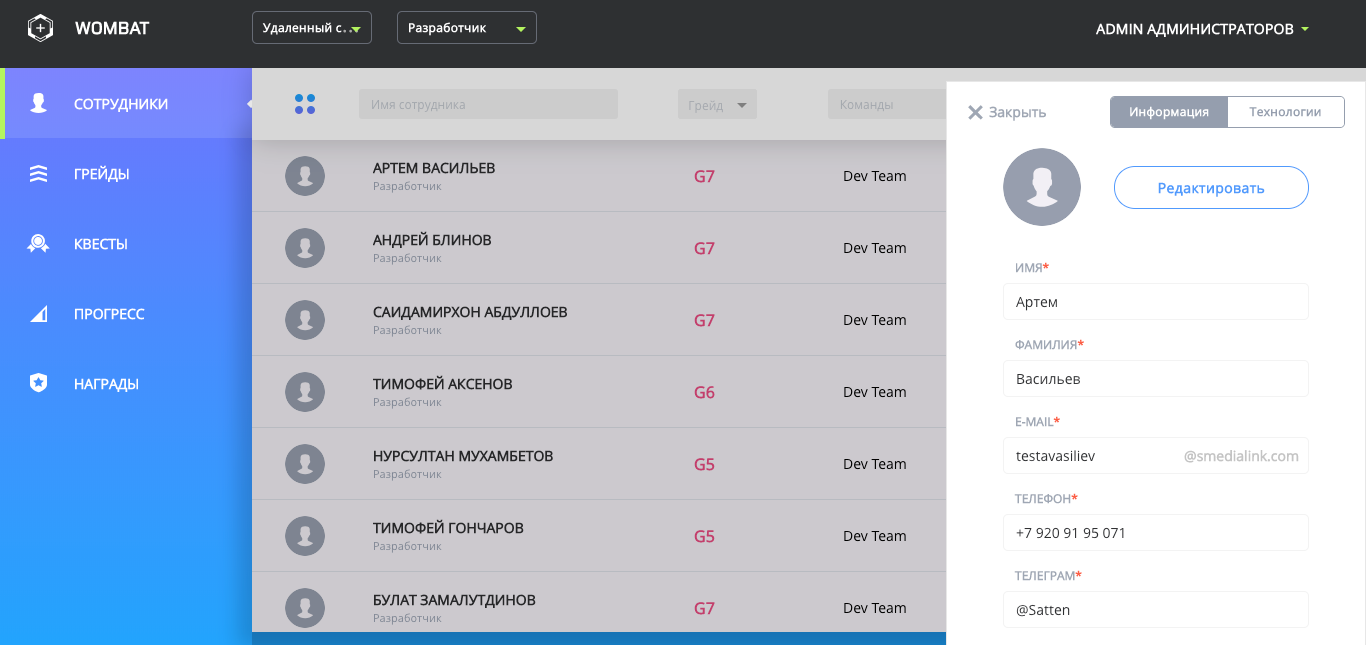 WOMBAT
Удаленный с...
Разработчик
ADMIN АДМИНИСТРАТОРОВ
СОТРУДНИКИ
ГРЕЙДЫ
КВЕСТЫ
ПРОГРЕСС
НАГРАДЫ
Имя сотрудника
Грейд
Команды
АРТЕМ ВАСИЛЬЕВ
Разработчик
G7
Dev Team
АНДРЕЙ БЛИНОВ
Разработчик
G7
Dev Team
САИДАМИРХОН АБДУЛЛОЕВ
Разработчик
G7
Dev Team
ТИМОФЕЙ АКСЕНОВ
Разработчик
G6
Dev Team
НУРСУЛТАН МУХАМБЕТОВ
Разработчик
G5
Dev Team
ТИМОФЕЙ ГОНЧАРОВ
Разработчик
G5
Dev Team
БУЛАТ ЗАМАЛУТДИНОВ
Разработчик
G7
Dev Team
Закрыть
Информация
Технологии
Редактировать
ИМЯ*
Артем
ФАМИЛИЯ*
Васильев
E-MAIL*
testavasiliev
@smedialink.com
ТЕЛЕФОН*
+7 920 91 95 071
ТЕЛЕГРАМ*
@Satten